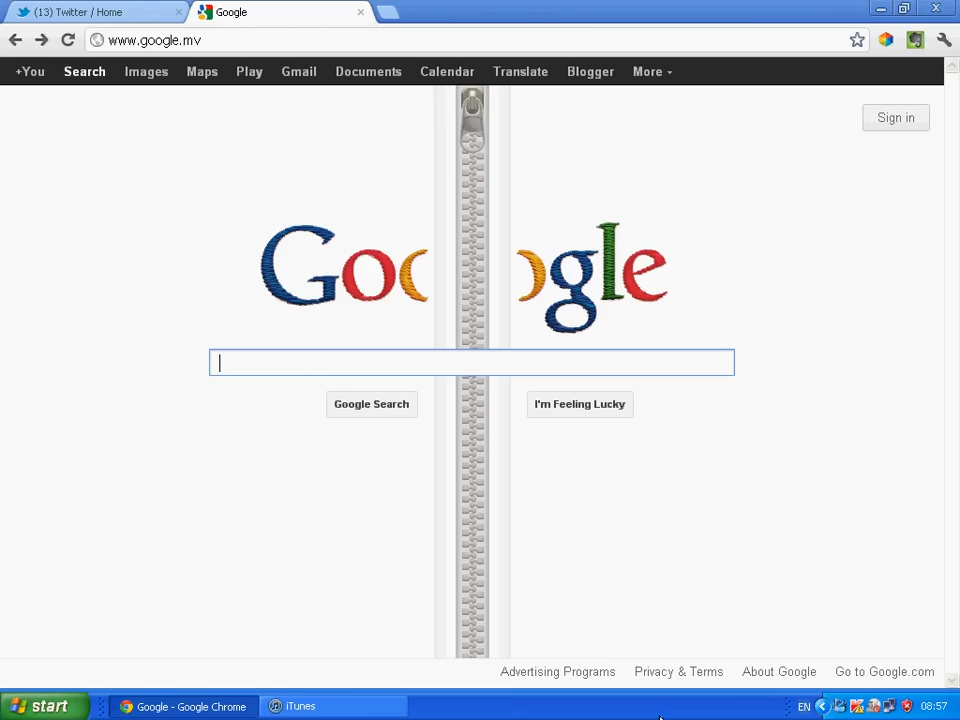 (13) Twitter / Home
Google
www.google.mv
+You Search Images Maps Play Gmail Documents Calendar Translate Blogger More
Sign in
Google
Google Search
I'm Feeling Lucky
Advertising Programs Privacy & Terms About Google Go to Google.com
start
Google - Google Chrome
iTunes
EN
08:57